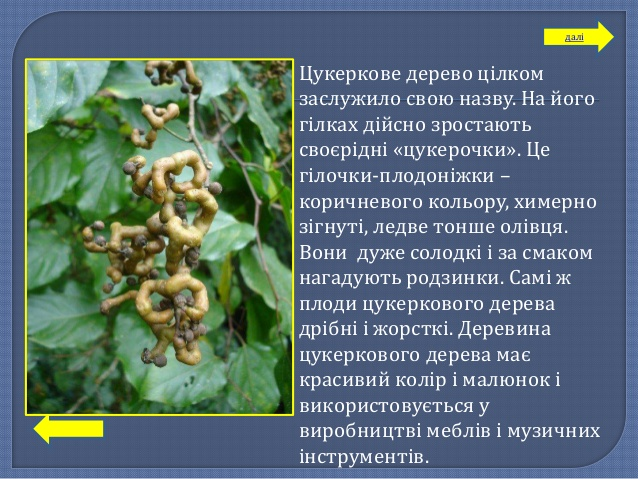 далі
Цукеркове дерево цілком
заслужило свою назву. На його
гілках дійсно зростають
своєрідні «цукерочки». Це
гілочки-плодоніжки –
коричневого кольору, химерно
зігнуті, ледве тонше олівця.
Вони дуже солодкі і за смаком
нагадують родзинки. Самі ж
плоди цукеркового дерева
дрібні і жорсткі. Деревина
цукеркового дерева має
красивий колір і малюнок і
використовується у
виробництві меблів і музичних
інструментів.